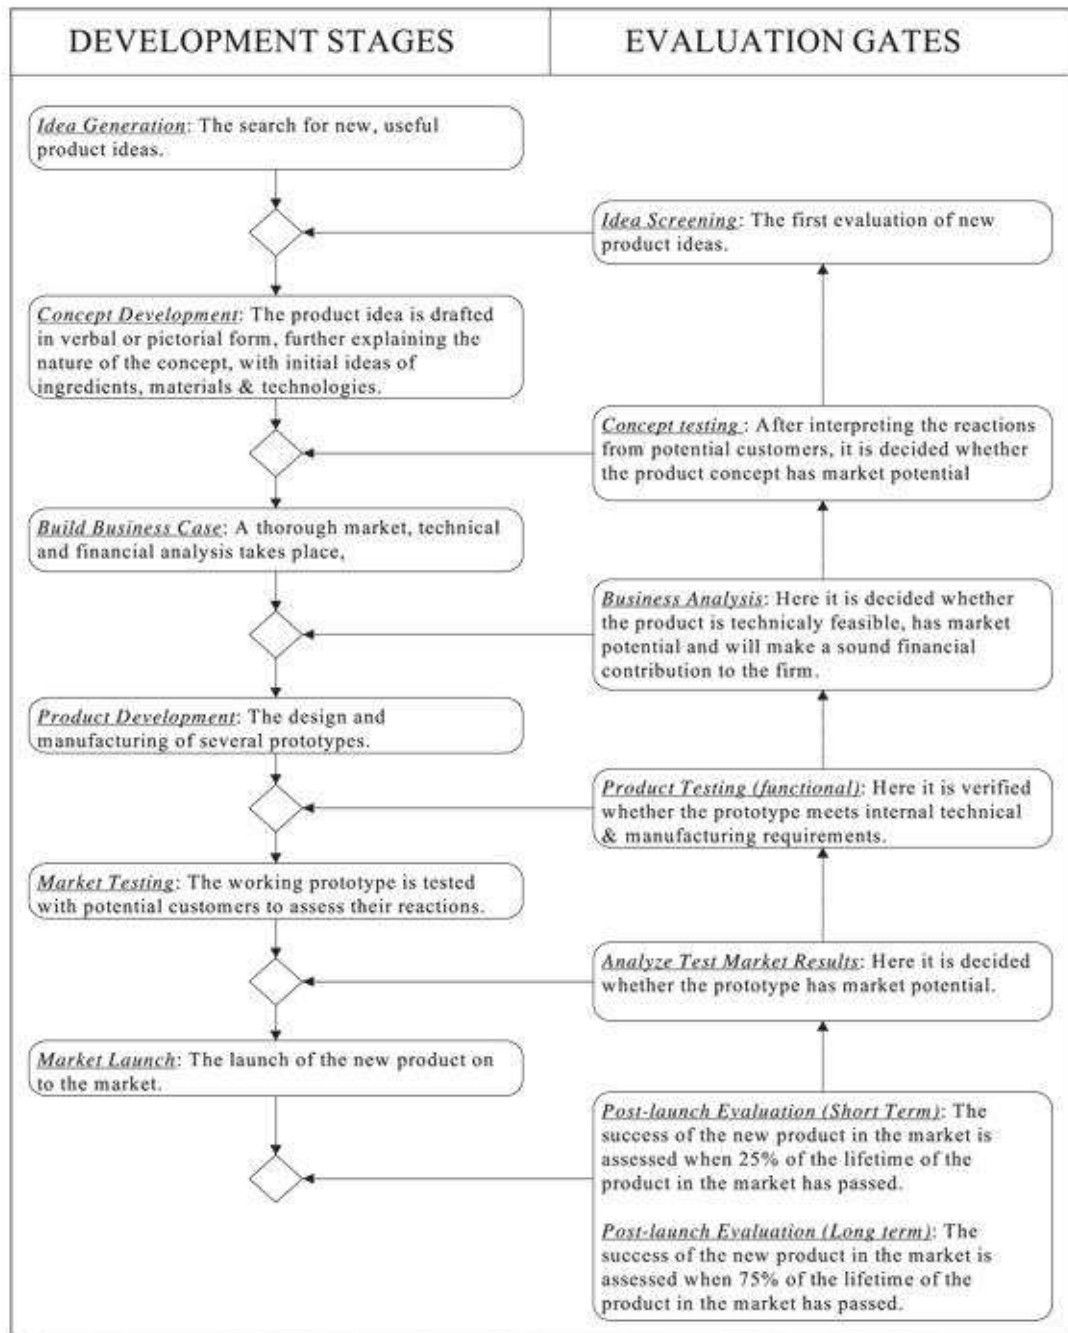 DEVELOPMENT STAGES
EVALUATION GATES
Idea Generation: The search for new, useful
product ideas.
Idea Screening: The first evaluation of new
product ideas.
Concept Development: The product idea is drafted
in verbal or pictorial form, further explaining the
nature of the concept, with initial ideas of
ingredients, materials & technologies.
Concept testing : After interpreting the reactions
from potential customers, it is decided whether
the product concept has market potential
Build Business Case: A thorough market, technical
and financial analysis takes place,
Business Analysis: Here it is decided whether
the product is technicaly feasible, has market
potential and will make a sound financial
contribution to the firm.
Product Development: The design and
manufacturing of several prototypes.
Product Testing (functional): Here it is verified
whether the prototype meets internal technical
& manufacturing requirements.
Market Testing: The working prototype is tested
with potential customers to assess their reactions.
Analyze Test Market Results: Here it is decided
whether the prototype has market potential.
Market Launch: The launch of the new product on
to the market.
Post-launch Evaluation (Short Term): The
success of the new product in the market is
assessed when 25% of the lifetime of the
product in the market has passed.
Post-launch Evaluation (Long term): The
success of the new product in the market is
assessed when 75% of the lifetime of the
product in the market has passed.